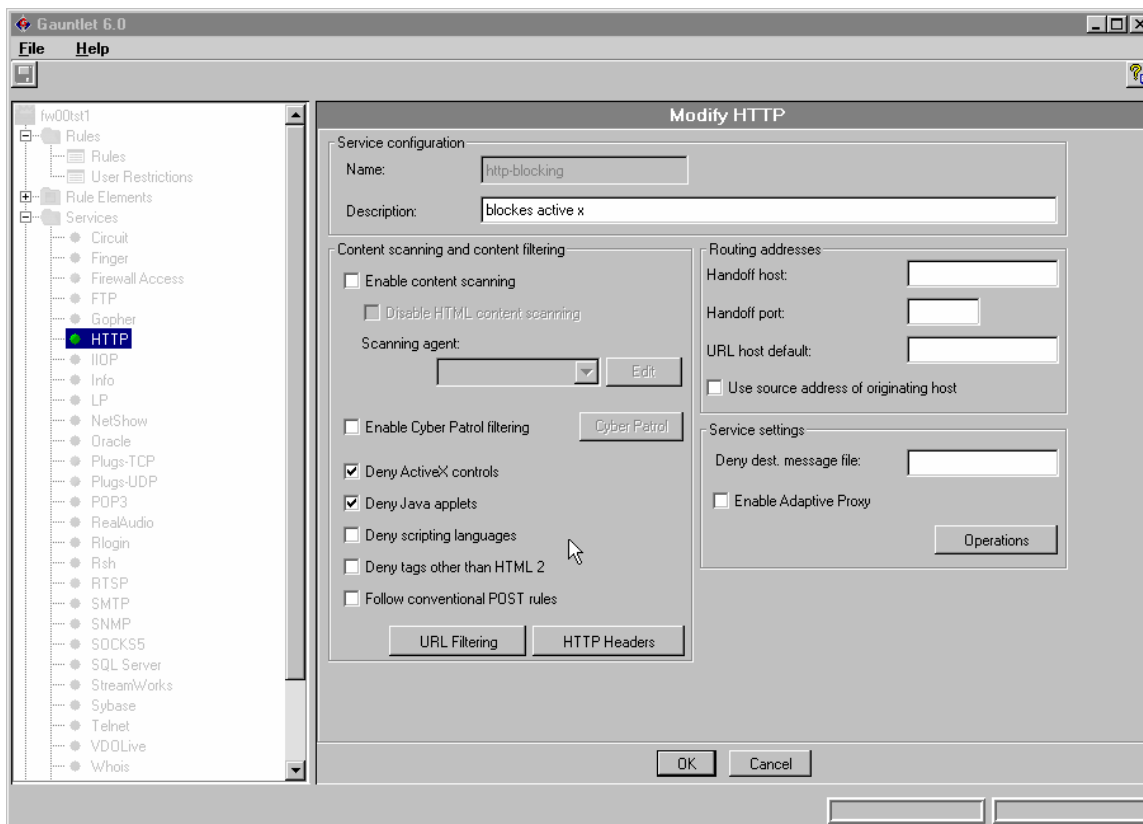 Gauntlet 6.0
File Help
fw00tst1
Rules
Rules
User Restrictions
Rule Elements
Services
Circuit
Finger
Firewall Access
FTP
Gopher
HTTP
IIOP
Info
LP
NetShow
Oracle
Plugs-TCP
Plugs-UDP
POP3
RealAudio
Rlogin
Rsh
RTSP
SMTP
SNMP
SOCKS5
SQL Server
StreamWorks
Sybase
Telnet
VDOLive
Whois
Modify HTTP
Service configuration
Name: http-blocking
Description: blockes active x
Content scanning and content filtering
Enable content scanning
Disable HTML content scanning
Scanning agent:
Edit
Enable Cyber Patrol filtering Cyber Patrol
Deny ActiveX controls
Deny Java applets
Deny scripting languages
Deny tags other than HTML 2
Follow conventional POST rules
URL Filtering HTTP Headers
Routing addresses
Handoff host:
Handoff port:
URL host default:
Use source address of originating host
Service settings
Deny dest. message file:
Enable Adaptive Proxy
Operations
OK Cancel